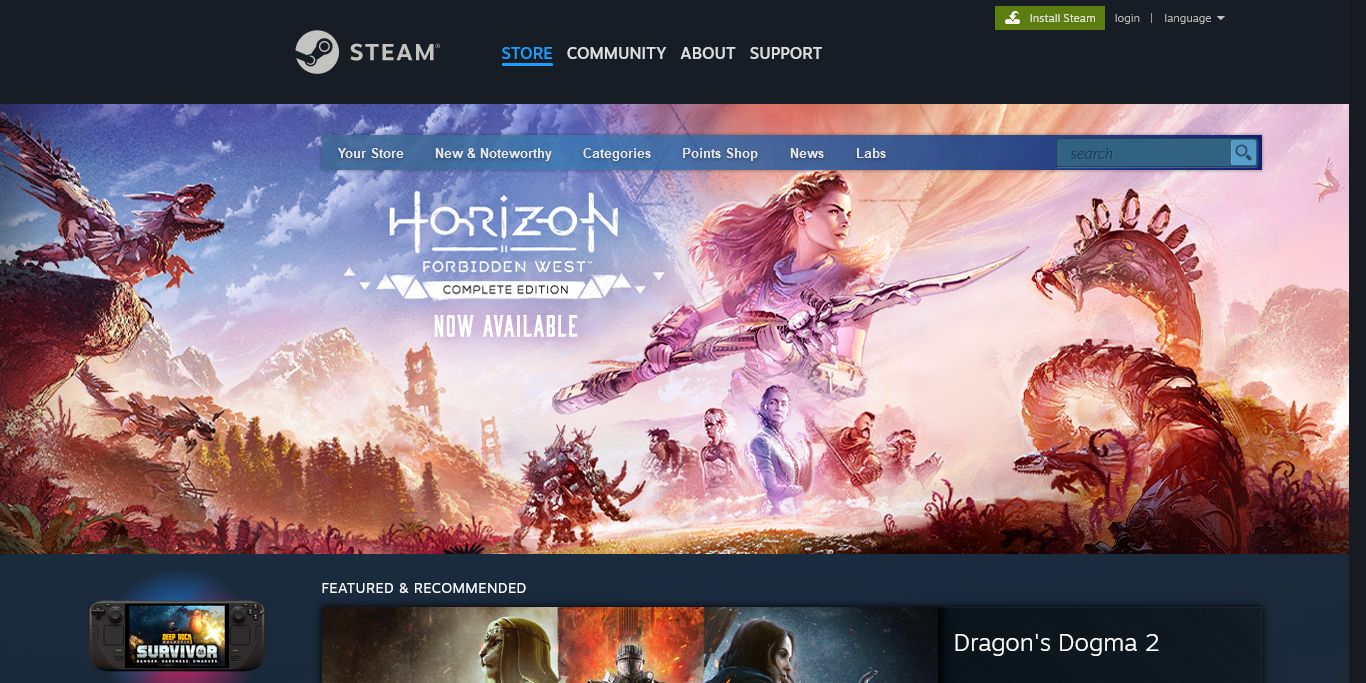 Install Steam login | language
STEAM®
STORE COMMUNITY ABOUT SUPPORT
Your Store New & Noteworthy Categories Points Shop News Labs search
HORIZON
FORBIDDEN WEST™
COMPLETE EDITION
NOW AVAILABLE
FEATURED & RECOMMENDED
DEEP ROCK
GALACTIC
SURVIVOR
DANGER. DARKNESS. DWARVES.
Dragon's Dogma 2